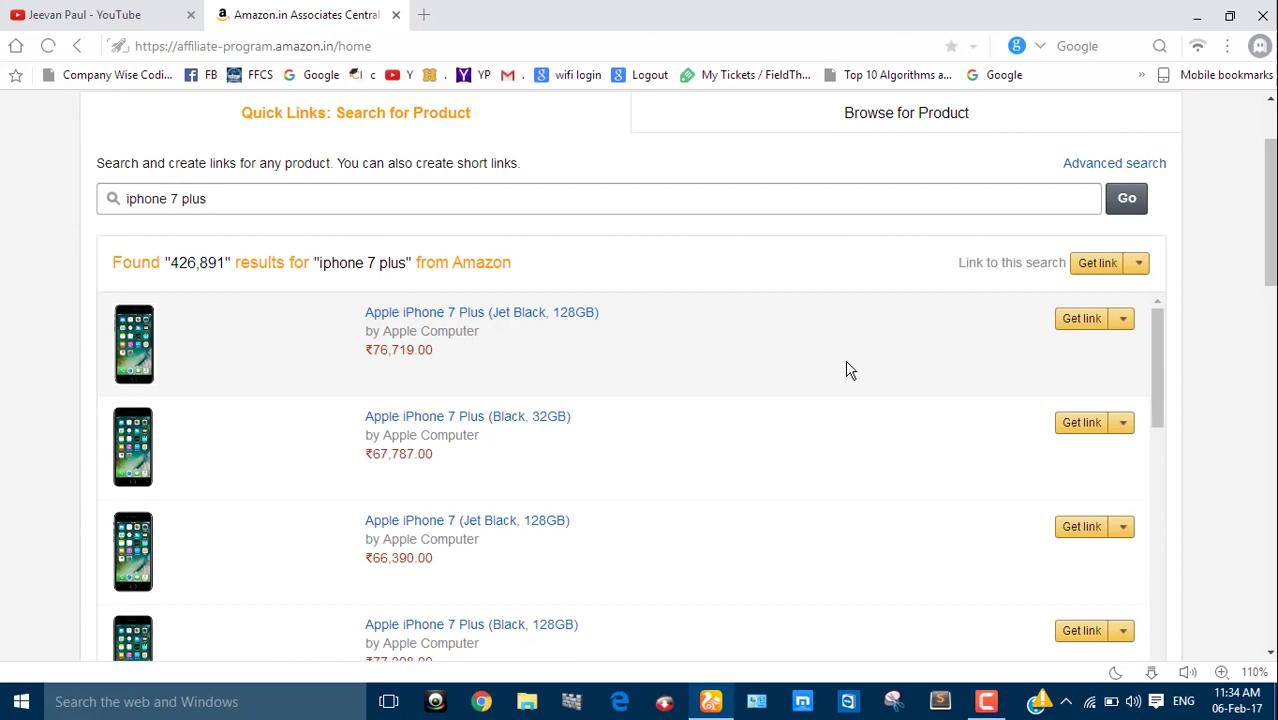 Jeevan Paul - YouTube
Amazon.in Associates Central
https://affiliate-program.amazon.in/home
Google
Company Wise Codi...
FB
FFCS
Google
c
Y
YP
wifi login
Logout
My Tickets / FieldTh...
Top 10 Algorithms a...
Google
»
Mobile bookmarks
Quick Links: Search for Product
Browse for Product
Search and create links for any product. You can also create short links.
Advanced search
iphone 7 plus
Go
Found "426,891" results for "iphone 7 plus" from Amazon
Link to this search
Get link
Apple iPhone 7 Plus (Jet Black, 128GB)
Get link
by Apple Computer
₹76,719.00
Apple iPhone 7 Plus (Black, 32GB)
Get link
by Apple Computer
₹67,787.00
Apple iPhone 7 (Jet Black, 128GB)
Get link
by Apple Computer
₹66,390.00
Apple iPhone 7 Plus (Black, 128GB)
Get link
by Apple Computer
110%
Search the web and Windows
ENG
11:34 AM
06-Feb-17